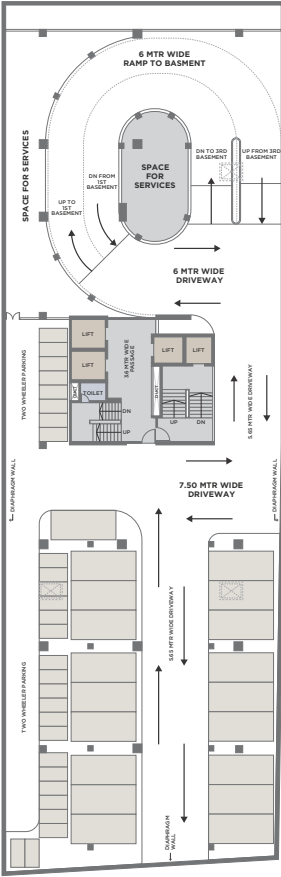 6 MTR WIDE
RAMP TO BASMENT
SPACE FOR SERVICES
SPACE
FOR
SERVICES
DN TO 3RD
BASEMENT
UP FROM 3RD
BASEMENT
DN FROM
1ST
BASEMENT
UP TO
1ST
BASEMENT
6 MTR WIDE
DRIVEWAY
LIFT
LIFT
3.6 MTR WIDE
PASSAGE
LIFT
LIFT
TWO WHEELER PARKING
DUCT
TOILET
DUCT
DN
UP
UP
DN
5.65 MTR WIDE DRIVEWAY
DIAPHRAGM WALL
7.50 MTR WIDE
DRIVEWAY
DIAPHRAGM WALL
5.65 MTR WIDE DRIVEWAY
TWO WHEELER PARKING
DIAPHRAGM
WALL